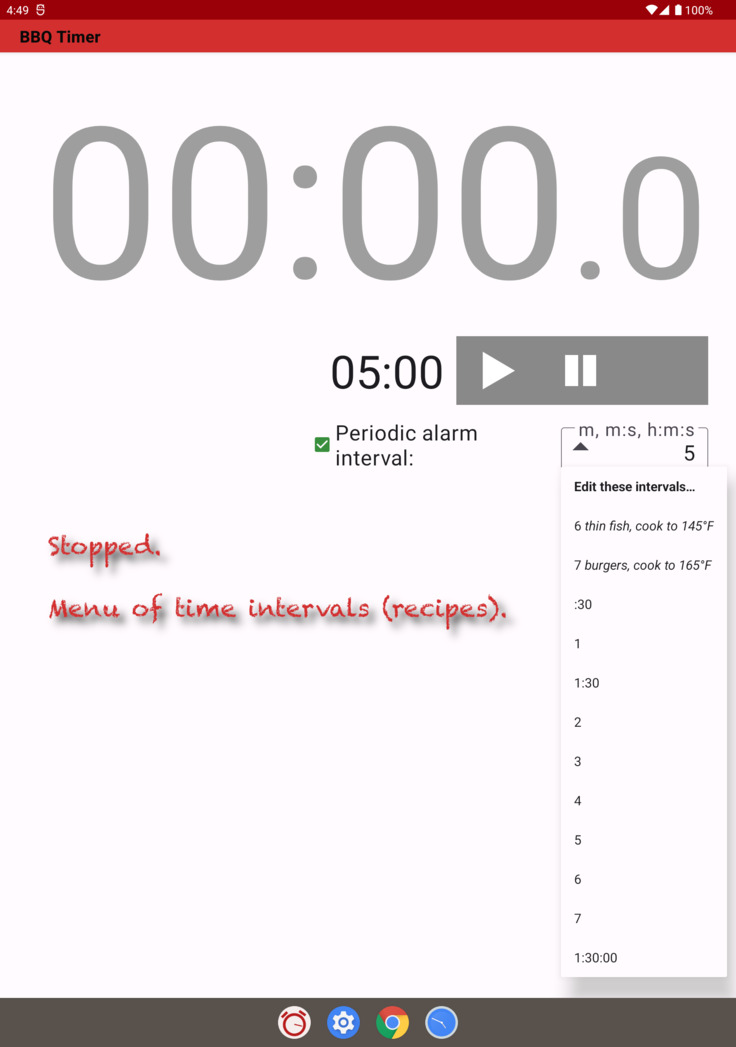 4:49
100%
BBQ Timer
00:00.0
05:00
Periodic alarm
interval:
m, m:s, h:m:s
5
Edit these intervals…
6 thin fish, cook to 145°F
7 burgers, cook to 165°F
:30
1
1:30
2
3
4
5
6
7
1:30:00
Stopped.
Menu of time intervals (recipes).